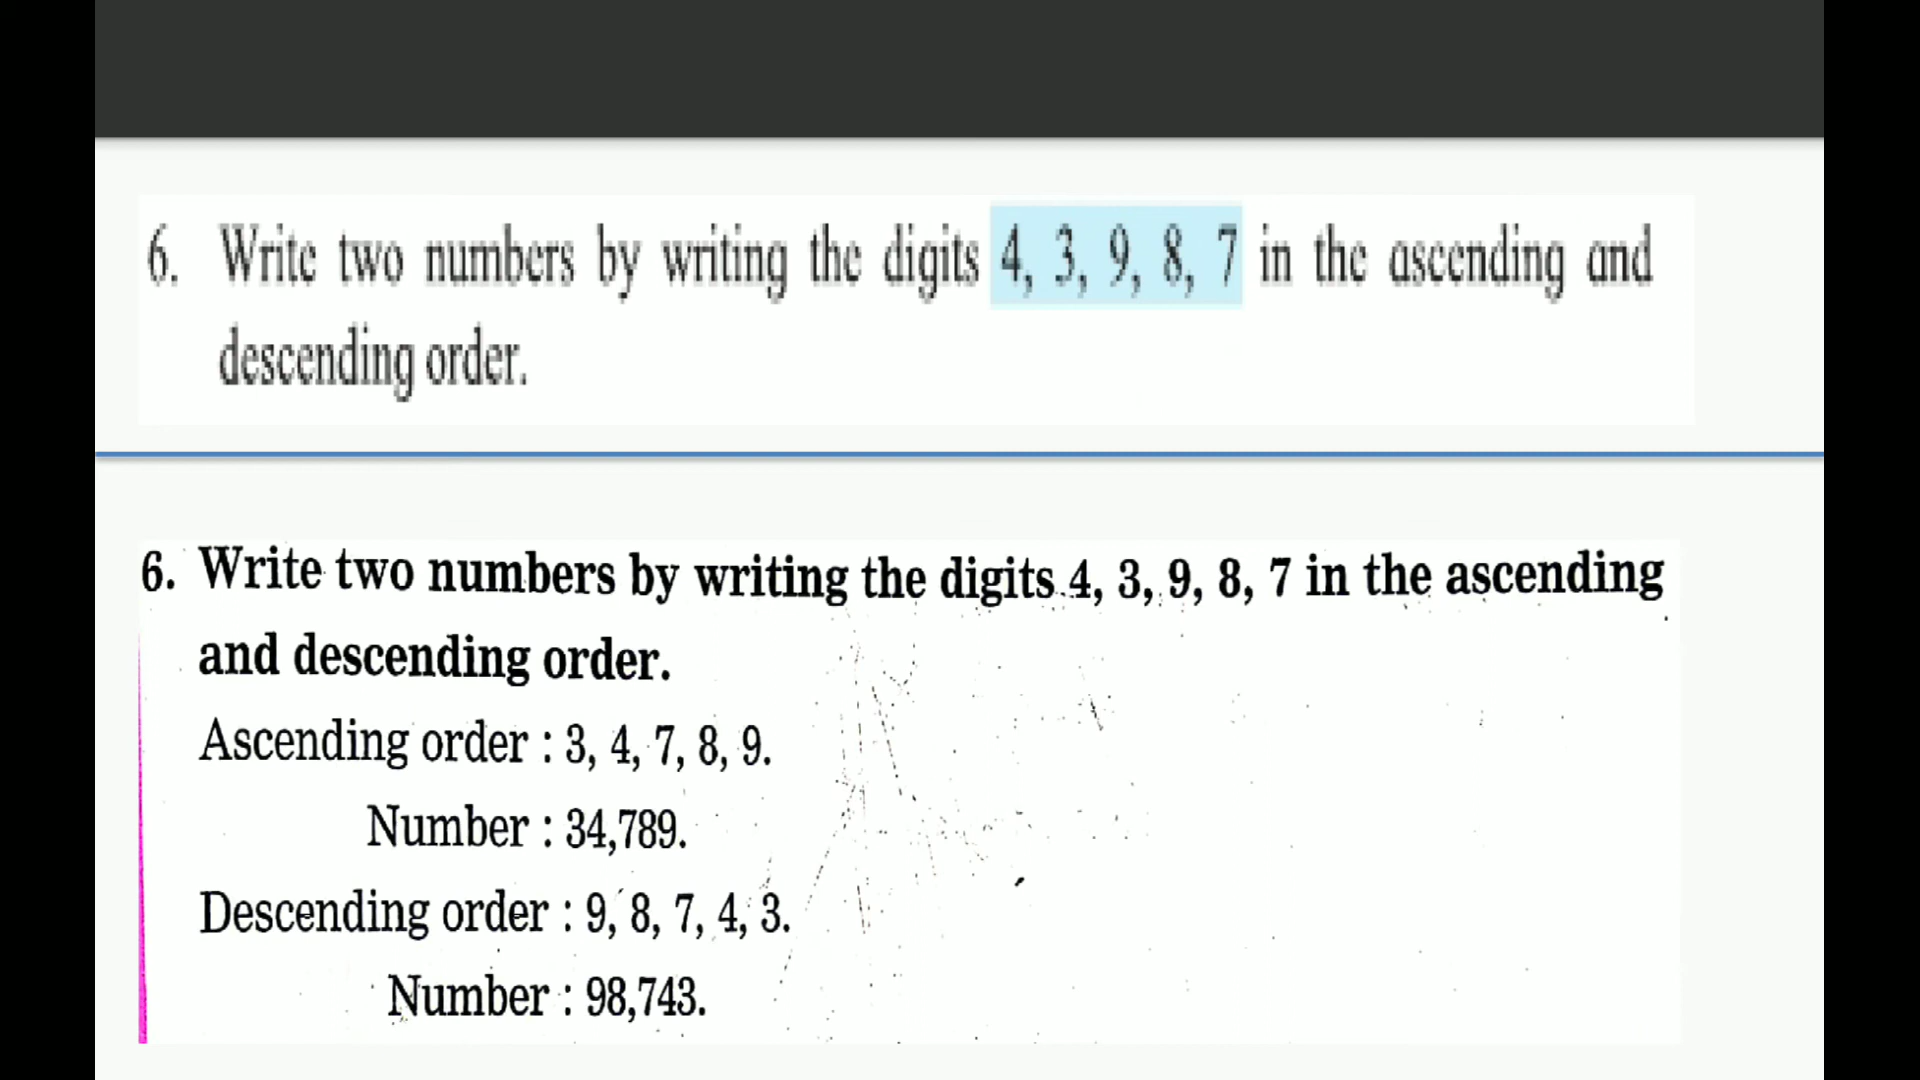 6. Write two numbers by writing the digits 4, 3, 9, 8, 7 in the ascending and
descending order.
6. Write two numbers by writing the digits 4, 3, 9, 8, 7 in the ascending
and descending order.
Ascending order : 3, 4, 7, 8, 9.
Number : 34,789.
Descending order : 9, 8, 7, 4, 3.
Number : 98,743.